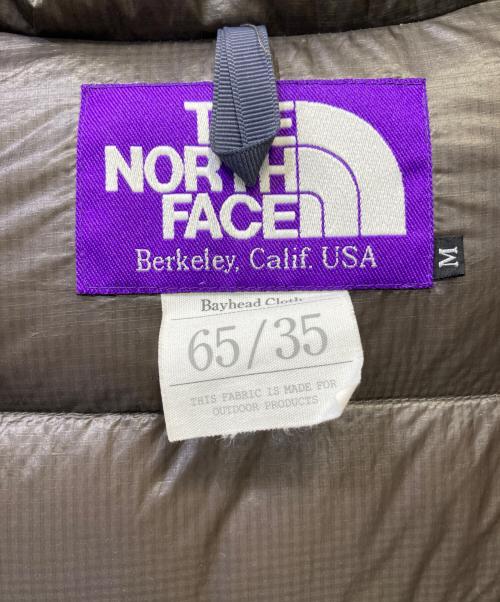 THE
NORTH
FACE
Berkeley, Calif. USA
M
Bayhead Cloth
65/35
THIS FABRIC IS MADE FOR
OUTDOOR PRODUCTS